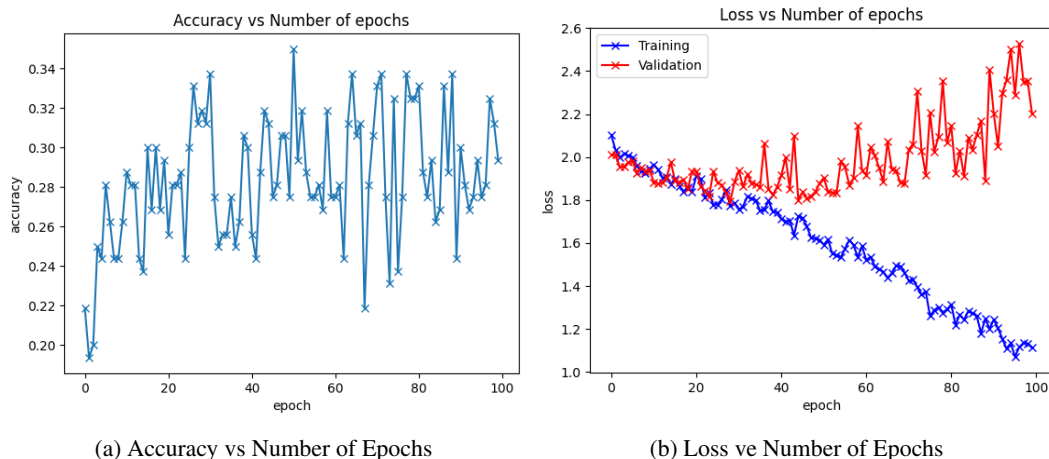 Accuracy vs Number of epochs
accuracy
0.34
0.32
0.30
0.28
0.26
0.24
0.22
0.20
0 20 40 60 80 100
epoch
(a) Accuracy vs Number of Epochs
Loss vs Number of epochs
Training
Validation
loss
2.6
2.4
2.2
2.0
1.8
1.6
1.4
1.2
1.0
0 20 40 60 80 100
epoch
(b) Loss ve Number of Epochs